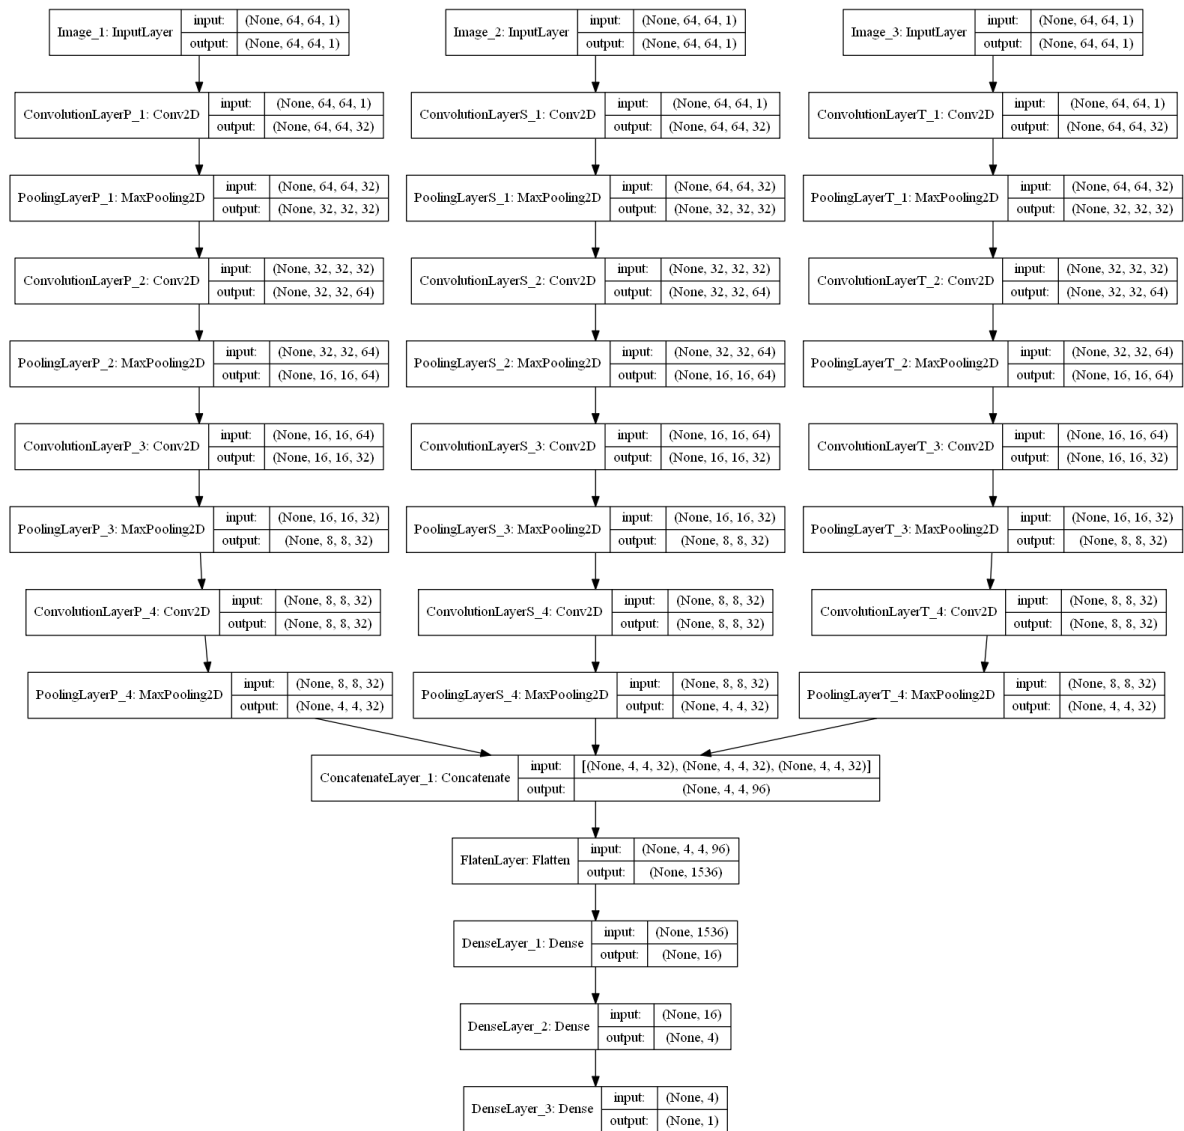 Image_1: InputLayer input: (None, 64, 64, 1)
output: (None, 64, 64, 1)
Image_2: InputLayer input: (None, 64, 64, 1)
output: (None, 64, 64, 1)
Image_3: InputLayer input: (None, 64, 64, 1)
output: (None, 64, 64, 1)
ConvolutionLayerP_1: Conv2D input: (None, 64, 64, 1)
output: (None, 64, 64, 32)
ConvolutionLayerS_1: Conv2D input: (None, 64, 64, 1)
output: (None, 64, 64, 32)
ConvolutionLayerT_1: Conv2D input: (None, 64, 64, 1)
output: (None, 64, 64, 32)
PoolingLayerP_1: MaxPooling2D input: (None, 64, 64, 32)
output: (None, 32, 32, 32)
PoolingLayerS_1: MaxPooling2D input: (None, 64, 64, 32)
output: (None, 32, 32, 32)
PoolingLayerT_1: MaxPooling2D input: (None, 64, 64, 32)
output: (None, 32, 32, 32)
ConvolutionLayerP_2: Conv2D input: (None, 32, 32, 32)
output: (None, 32, 32, 64)
ConvolutionLayerS_2: Conv2D input: (None, 32, 32, 32)
output: (None, 32, 32, 64)
ConvolutionLayerT_2: Conv2D input: (None, 32, 32, 32)
output: (None, 32, 32, 64)
PoolingLayerP_2: MaxPooling2D input: (None, 32, 32, 64)
output: (None, 16, 16, 64)
PoolingLayerS_2: MaxPooling2D input: (None, 32, 32, 64)
output: (None, 16, 16, 64)
PoolingLayerT_2: MaxPooling2D input: (None, 32, 32, 64)
output: (None, 16, 16, 64)
ConvolutionLayerP_3: Conv2D input: (None, 16, 16, 64)
output: (None, 16, 16, 32)
ConvolutionLayerS_3: Conv2D input: (None, 16, 16, 64)
output: (None, 16, 16, 32)
ConvolutionLayerT_3: Conv2D input: (None, 16, 16, 64)
output: (None, 16, 16, 32)
PoolingLayerP_3: MaxPooling2D input: (None, 16, 16, 32)
output: (None, 8, 8, 32)
PoolingLayerS_3: MaxPooling2D input: (None, 16, 16, 32)
output: (None, 8, 8, 32)
PoolingLayerT_3: MaxPooling2D input: (None, 16, 16, 32)
output: (None, 8, 8, 32)
ConvolutionLayerP_4: Conv2D input: (None, 8, 8, 32)
output: (None, 8, 8, 32)
ConvolutionLayerS_4: Conv2D input: (None, 8, 8, 32)
output: (None, 8, 8, 32)
ConvolutionLayerT_4: Conv2D input: (None, 8, 8, 32)
output: (None, 8, 8, 32)
PoolingLayerP_4: MaxPooling2D input: (None, 8, 8, 32)
output: (None, 4, 4, 32)
PoolingLayerS_4: MaxPooling2D input: (None, 8, 8, 32)
output: (None, 4, 4, 32)
PoolingLayerT_4: MaxPooling2D input: (None, 8, 8, 32)
output: (None, 4, 4, 32)
ConcatenateLayer_1: Concatenate input: [(None, 4, 4, 32), (None, 4, 4, 32), (None, 4, 4, 32)]
output: (None, 4, 4, 96)
FlatenLayer: Flatten input: (None, 4, 4, 96)
output: (None, 1536)
DenseLayer_1: Dense input: (None, 1536)
output: (None, 16)
DenseLayer_2: Dense input: (None, 16)
output: (None, 4)
DenseLayer_3: Dense input: (None, 4)
output: (None, 1)